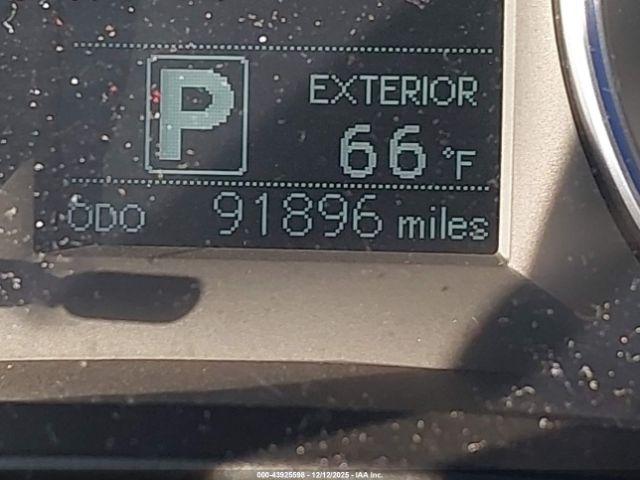 P
EXTERIOR
66 °F
ODO 91896 miles
000-43925598 - 12/12/2025 - IAA Inc.